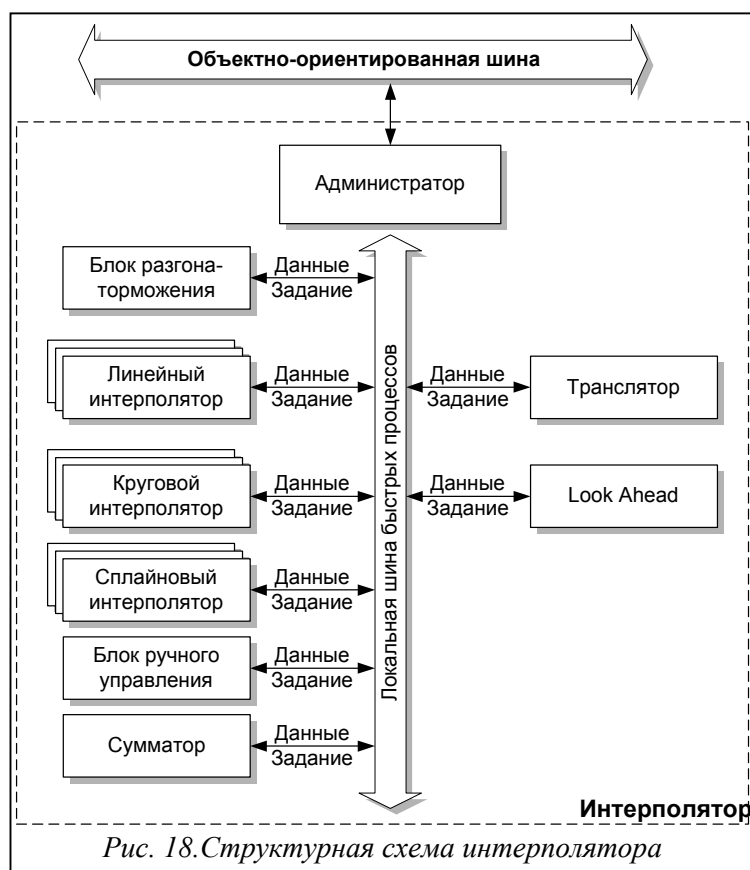 Объектно-ориентированная шина
Администратор
Блок разгона-
торможения
Данные
Задание
Линейный
интерполятор
Данные
Задание
Данные
Задание
Транслятор
Круговой
интерполятор
Данные
Задание
Данные
Задание
Look Ahead
Сплайновый
интерполятор
Данные
Задание
Блок ручного
управления
Данные
Задание
Сумматор
Данные
Задание
Локальная шина быстрых процессов
Интерполятор
Рис. 18.Структурная схема интерполятора